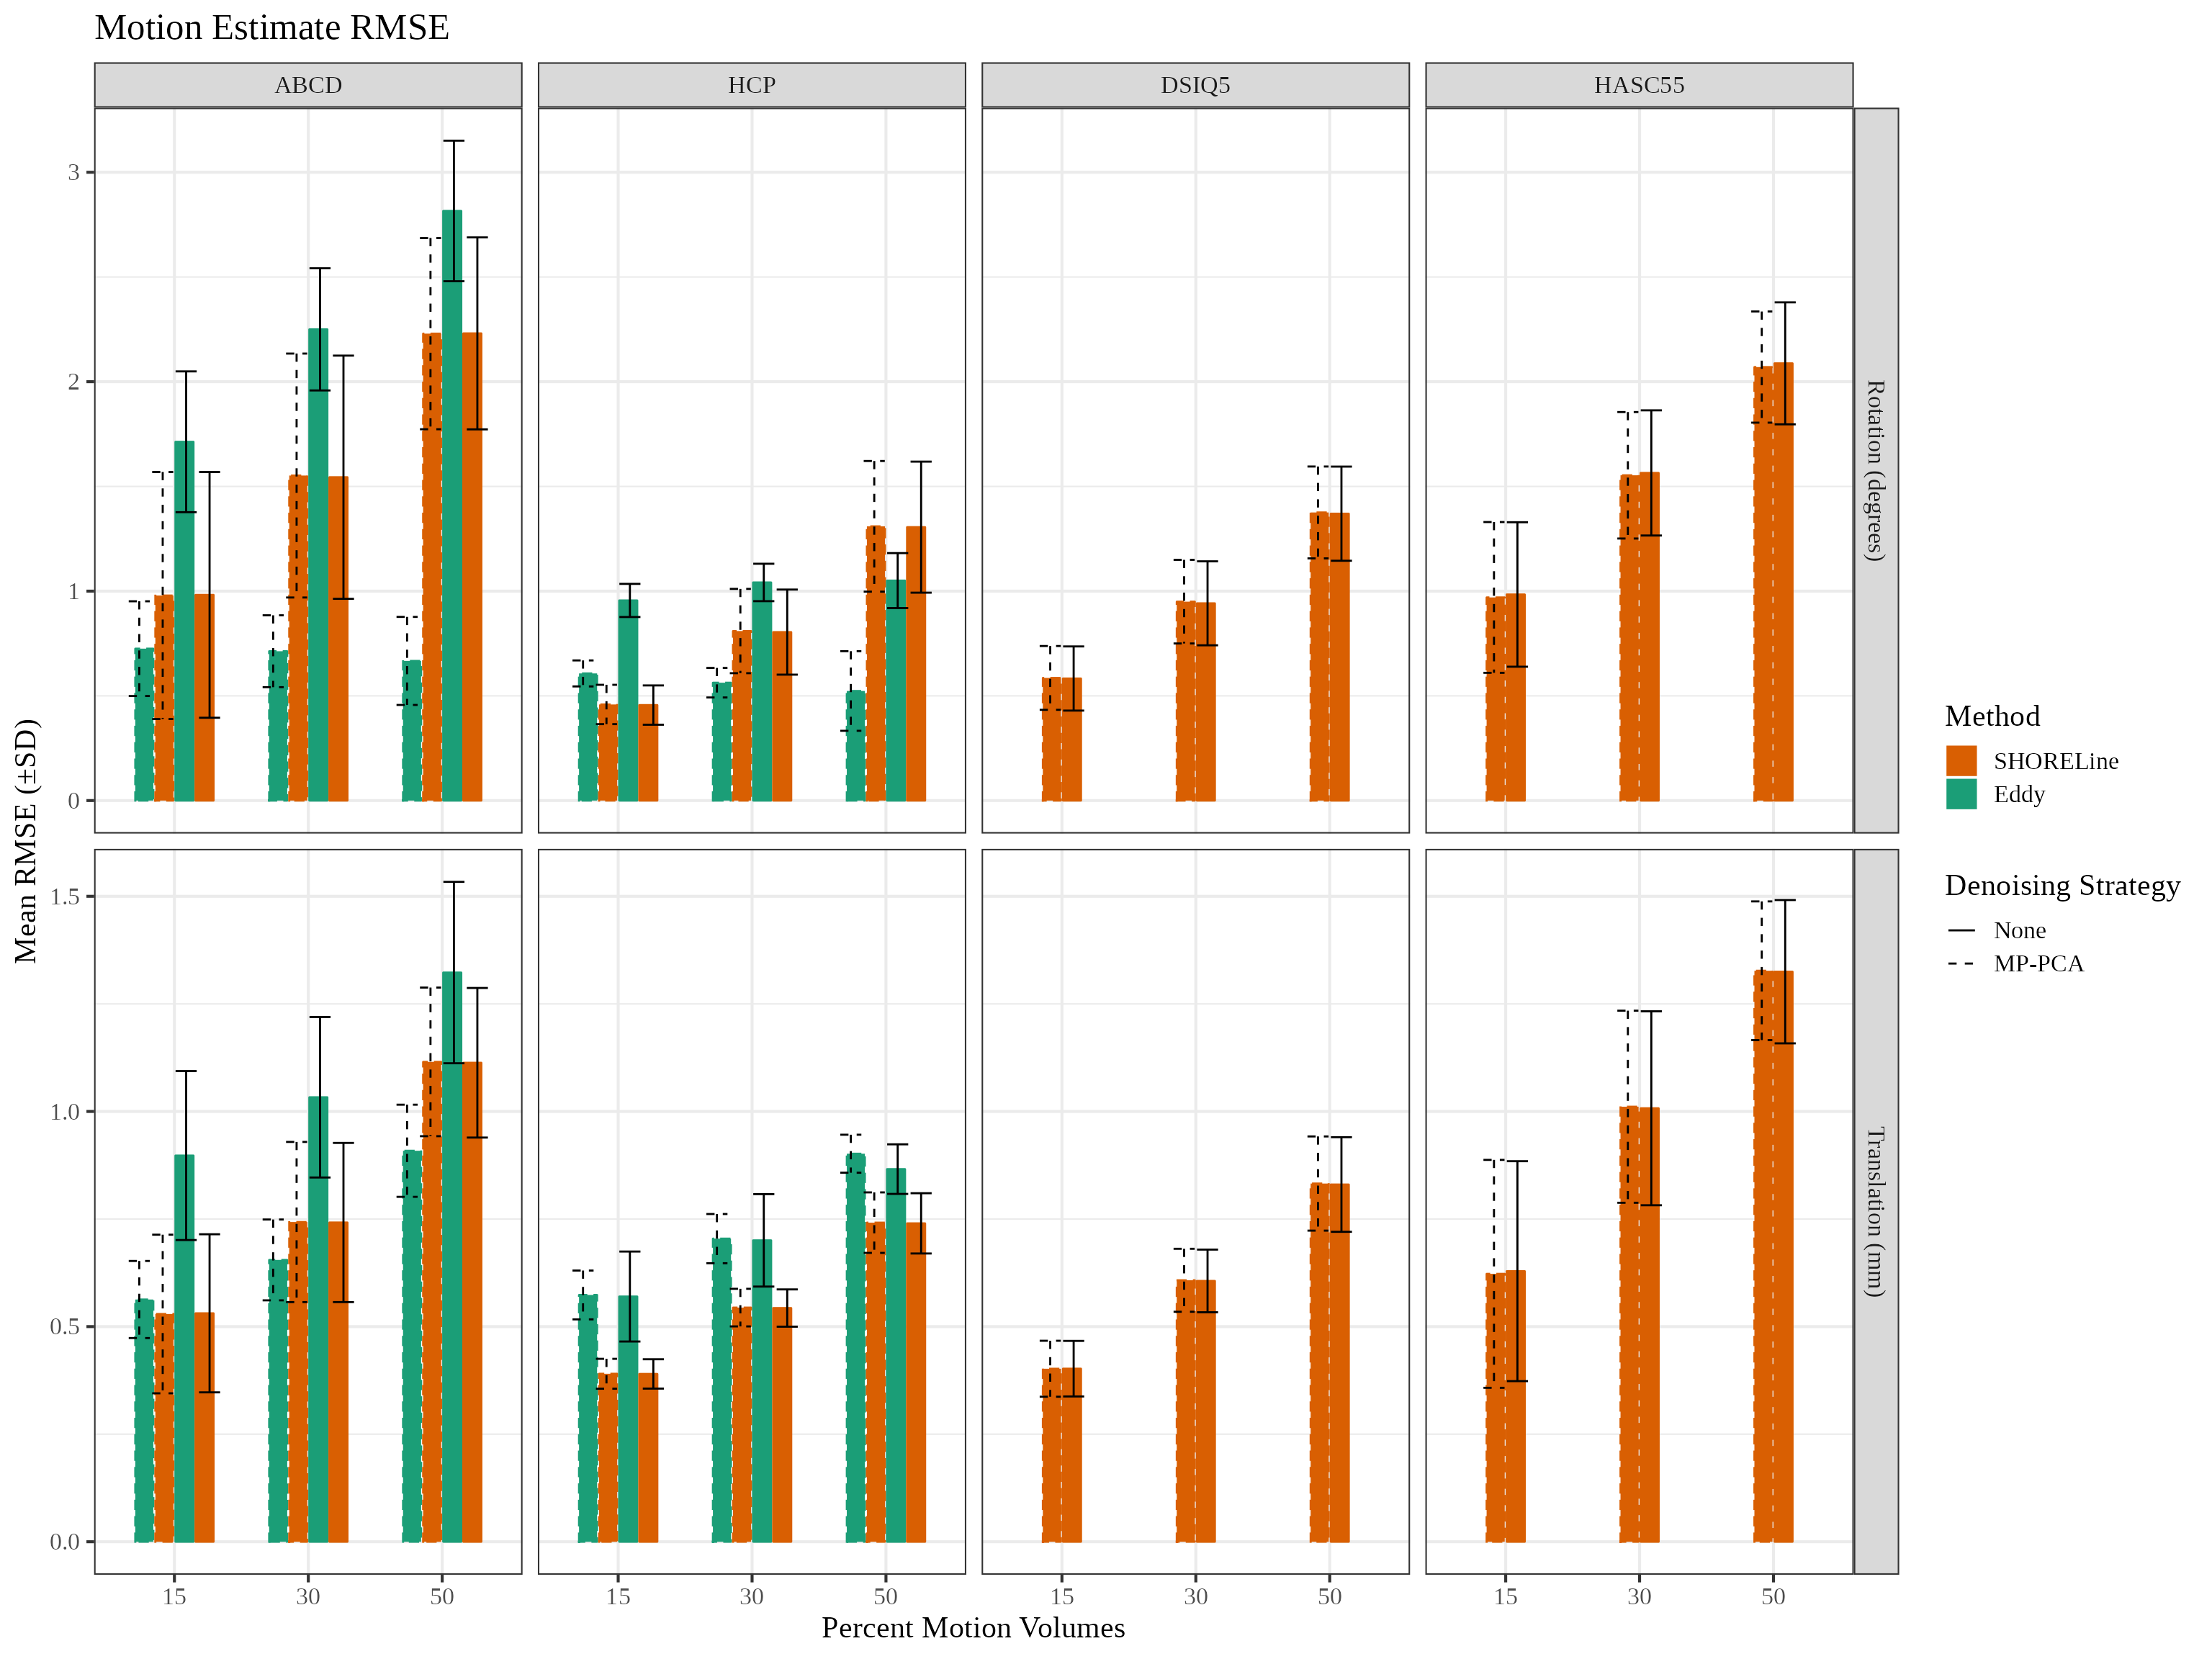 Motion Estimate RMSE
ABCD
HCP
DSIQ5
HASC55
3
2
1
0
Rotation (degrees)
Mean RMSE (±SD)
1.5
1.0
0.5
0.0
Translation (mm)
15
30
50
15
30
50
15
30
50
15
30
50
Percent Motion Volumes
Method
SHORELine
Eddy
Denoising Strategy
None
MP-PCA